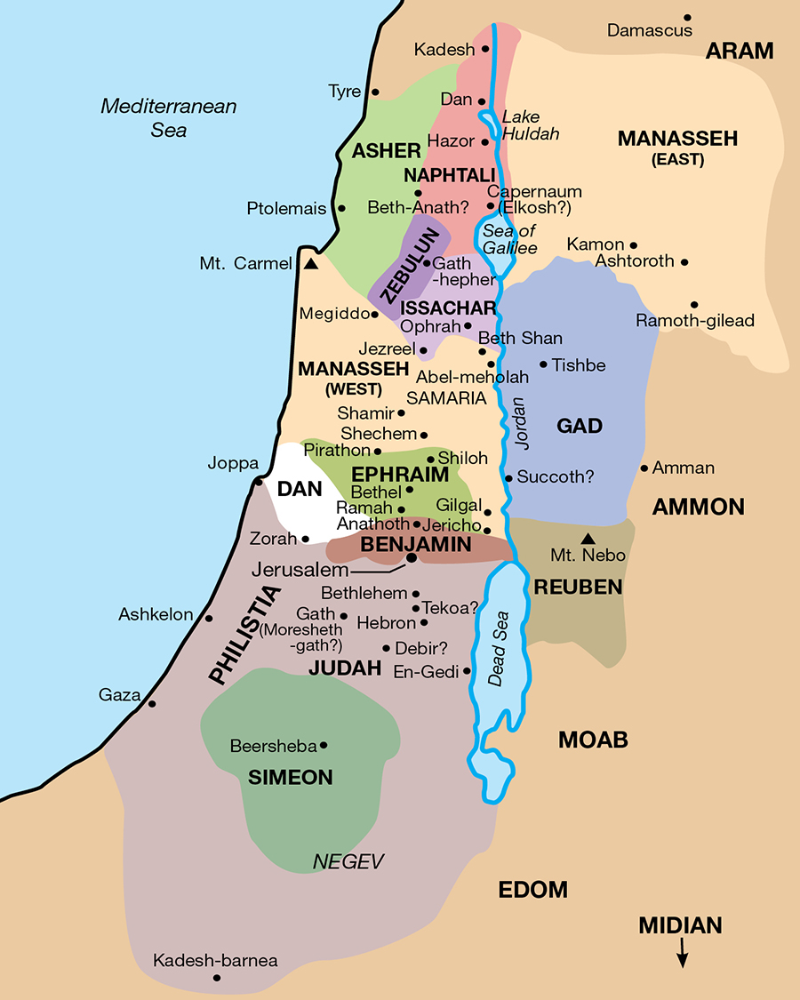 Damascus
ARAM
Kadesh
Tyre
Dan
Mediterranean
Sea
Lake
Huldah
ASHER
Hazor
MANASSEH
(EAST)
NAPHTALI
Capernaum
(Elkosh?)
Ptolemais
Beth-Anath?
Sea of
Galilee
Kamon
Ashtoroth
Mt. Carmel
ZEBULUN
Gath
-hepher
ISSACHAR
Megiddo
Ophrah
Ramoth-gilead
Beth Shan
Jezreel
MANASSEH
(WEST)
Abel-meholah
Tishbe
SAMARIA
Shamir
Jordan
GAD
Shechem
Pirathon
Shiloh
Joppa
EPHRAIM
DAN
Bethel
Succoth?
Amman
Ramah
Gilgal
AMMON
Anathoth
Jericho
Zorah
BENJAMIN
Mt. Nebo
Jerusalem
REUBEN
Bethlehem
Tekoa?
Ashkelon
PHILISTIA
Gath
(Moresheth
-gath?)
Hebron
Dead Sea
Debir?
JUDAH
En-Gedi
Gaza
Beersheba
MOAB
SIMEON
NEGEV
EDOM
MIDIAN
Kadesh-barnea